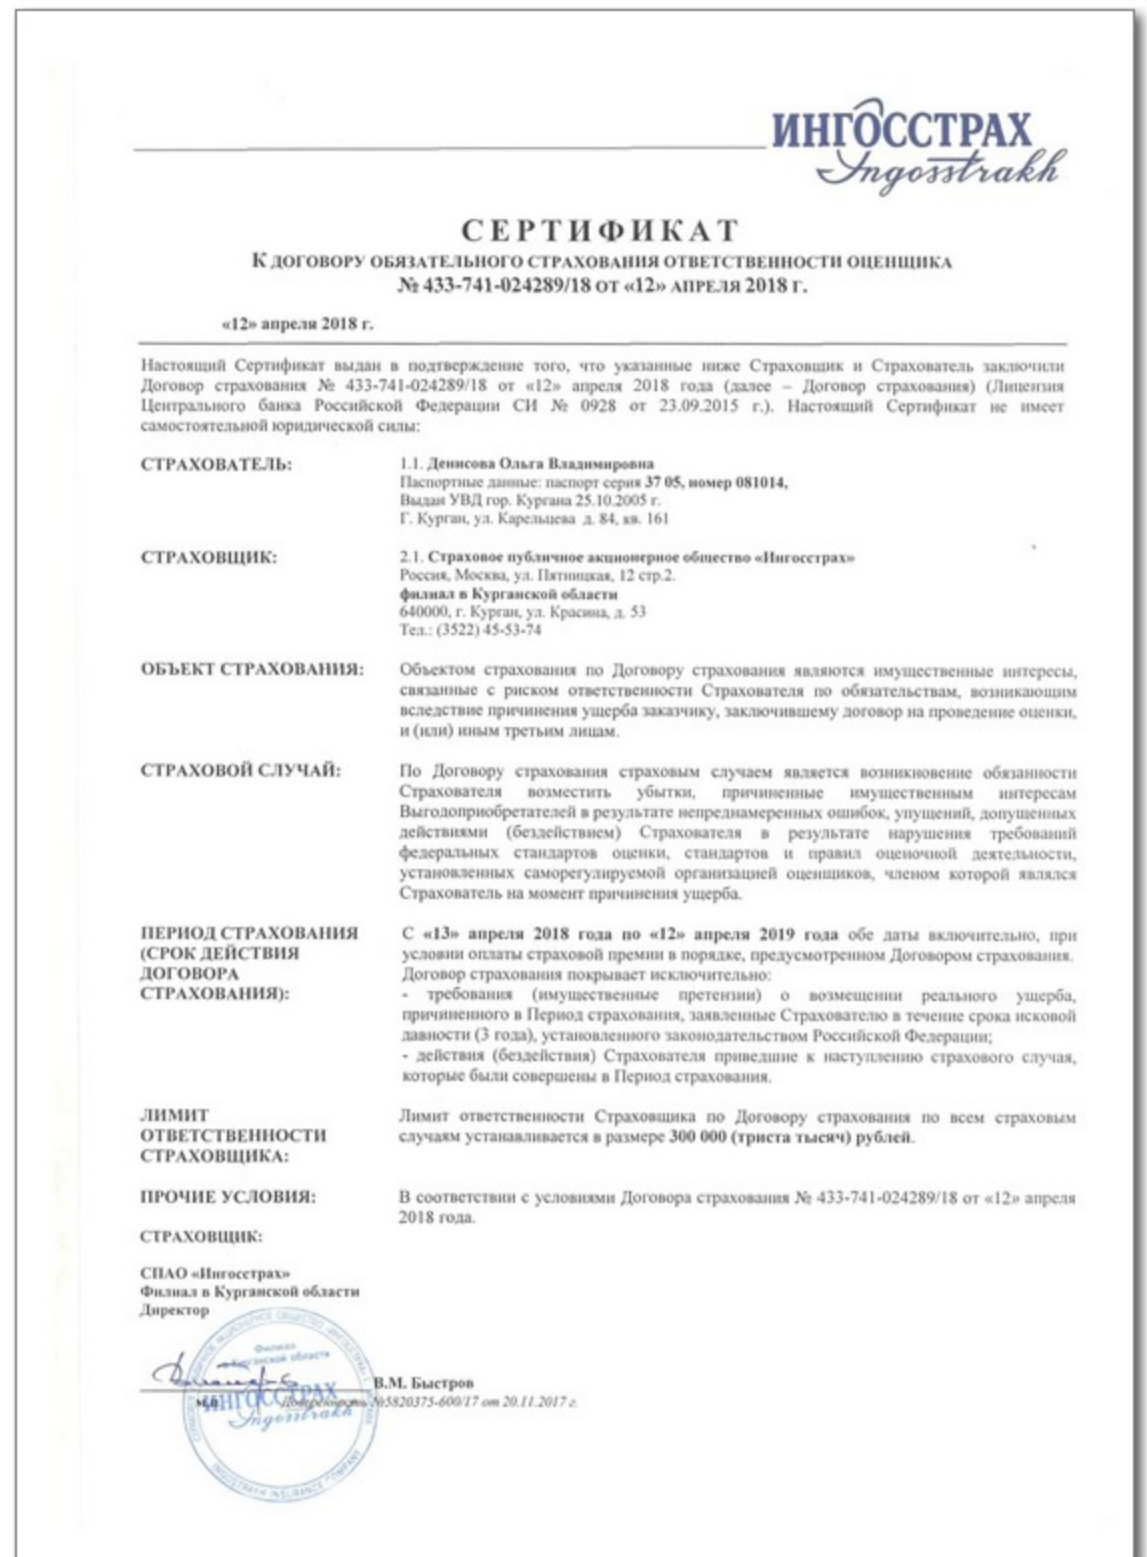 ИНГОССТРАХ
Ingosstrakh
СЕРТИФИКАТ
К ДОГОВОРУ ОБЯЗАТЕЛЬНОГО СТРАХОВАНИЯ ОТВЕТСТВЕННОСТИ ОЦЕНЩИКА
№ 433-741-024289/18 ОТ «12» АПРЕЛЯ 2018 Г.
«12» апреля 2018 г.
Настоящий Сертификат выдан в подтверждение того, что указанные ниже Страховщик и Страхователь заключили
Договор страхования № 433-741-024289/18 от «12» апреля 2018 года (далее – Договор страхования) (Лицензия
Центрального банка Российской Федерации СИ № 0928 от 23.09.2015 г.). Настоящий Сертификат не имеет
самостоятельной юридической силы:
СТРАХОВАТЕЛЬ:
1.1. Денисова Ольга Владимировна
Паспортные данные: паспорт серия 37 05, номер 081014,
Выдан УВД гор. Кургана 25.10.2005 г.
Г. Курган, ул. Карельцева д. 84, кв. 161
СТРАХОВЩИК:
2.1. Страховое публичное акционерное общество «Ингосстрах»
Россия, Москва, ул. Пятницкая, 12 стр.2.
филиал в Курганской области
640000, г. Курган, ул. Красина, д. 53
Тел.: (3522) 45-53-74
ОБЪЕКТ СТРАХОВАНИЯ:
Объектом страхования по Договору страхования являются имущественные интересы,
связанные с риском ответственности Страхователя по обязательствам, возникающим
вследствие причинения ущерба заказчику, заключившему договор на проведение оценки,
и (или) иным третьим лицам.
СТРАХОВОЙ СЛУЧАЙ:
По Договору страхования страховым случаем является возникновение обязанности
Страхователя возместить убытки, причиненные имущественным интересам
Выгодоприобретателей в результате непреднамеренных ошибок, упущений, допущенных
действиями (бездействием) Страхователя в результате нарушения требований
федеральных стандартов оценки, стандартов и правил оценочной деятельности,
установленных саморегулируемой организацией оценщиков, членом которой являлся
Страхователь на момент причинения ущерба.
ПЕРИОД СТРАХОВАНИЯ
(СРОК ДЕЙСТВИЯ
ДОГОВОРА
СТРАХОВАНИЯ):
С «13» апреля 2018 года по «12» апреля 2019 года обе даты включительно, при
условии оплаты страховой премии в порядке, предусмотренном Договором страхования.
Договор страхования покрывает исключительно:
- требования (имущественные претензии) о возмещении реального ущерба,
причиненного в Период страхования, заявленные Страхователю в течение срока исковой
давности (3 года), установленного законодательством Российской Федерации;
- действия (бездействия) Страхователя приведшие к наступлению страхового случая,
которые были совершены в Период страхования.
ЛИМИТ
ОТВЕТСТВЕННОСТИ
СТРАХОВЩИКА:
Лимит ответственности Страховщика по Договору страхования по всем страховым
случаям устанавливается в размере 300 000 (триста тысяч) рублей.
ПРОЧИЕ УСЛОВИЯ:
В соответствии с условиями Договора страхования № 433-741-024289/18 от «12» апреля
2018 года.
СТРАХОВЩИК:
СПАО «Ингосстрах»
Филиал в Курганской области
Директор
Филиал
в Курганской области
В.М. Быстров
М.П.
Доверенность №5820375-600/17 от 20.11.2017 г.
ИНГОССТРАХ
Ingosstrakh
INGOSSTRAKH INSURANCE COMPANY